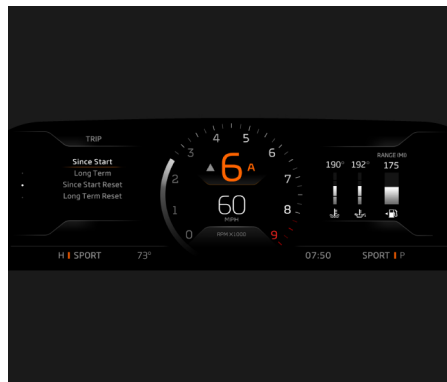 TRIP
Since Start
Long Term
Since Start Reset
Long Term Reset
H SPORT
73°
0
1
2
3
4
5
6
7
8
9
6 A
60
MPH
RPM X1000
RANGE (MI)
190° 192° 175
07:50
SPORT P